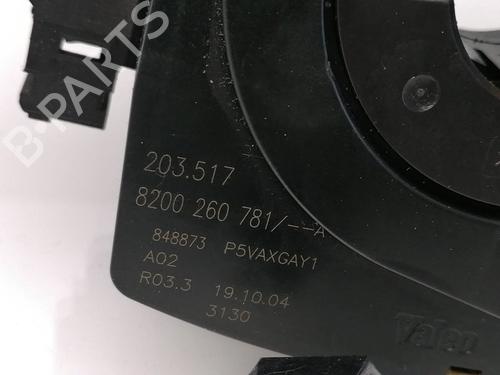 B-PARTS
203.517
8200 260 781/--A
848873 P5VAXGAY1
A02
R03.3 19.10.04
3130
Valeo